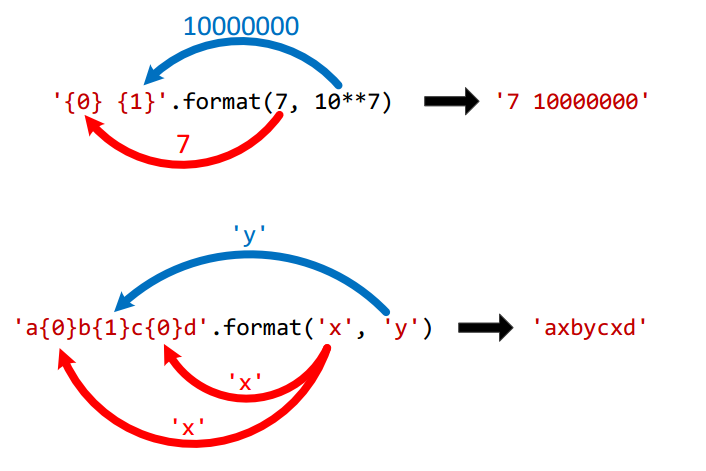 10000000
'{0} {1}'.format(7, 10**7) '7 10000000'
7
'y'
'a{0}b{1}c{0}d'.format('x', 'y') 'axbycxd'
'x'
'x'